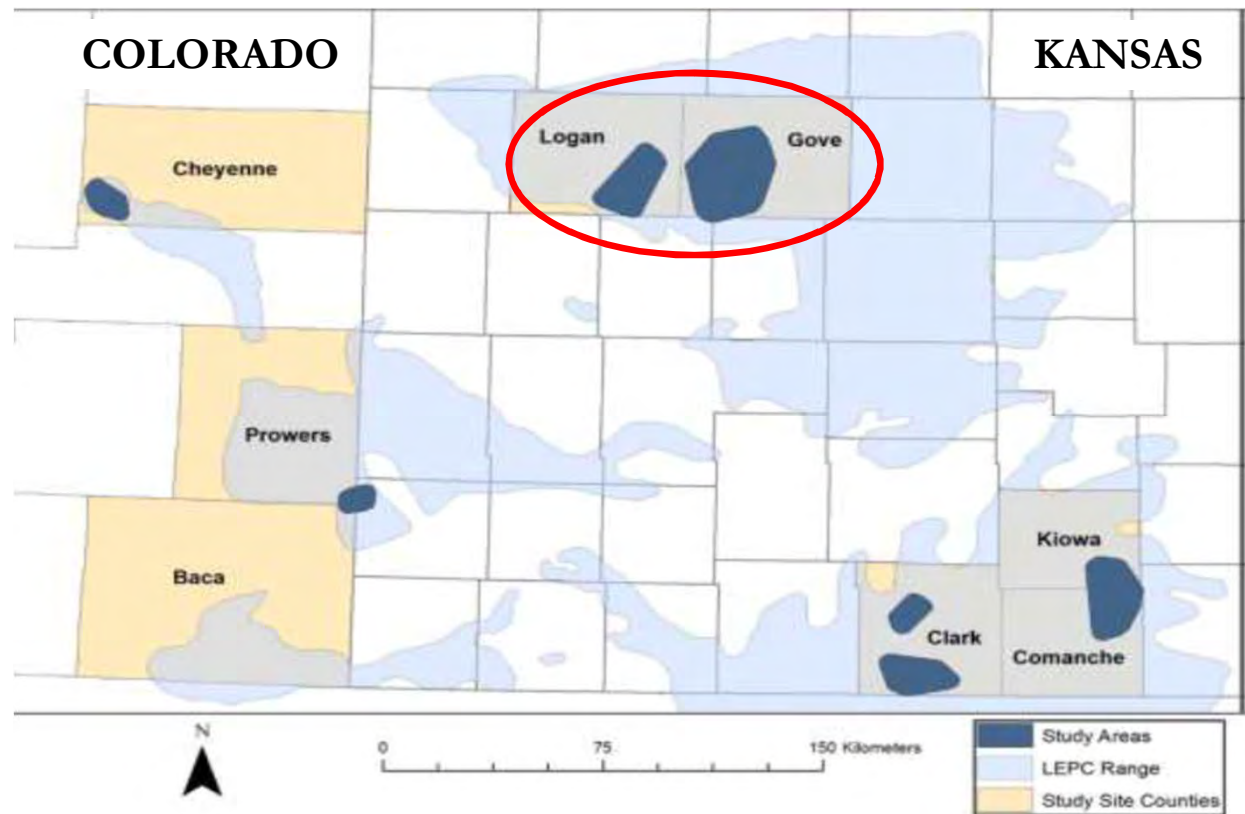 COLORADO
KANSAS
Logan
Gove
Cheyenne
Prowers
Kiowa
Baca
Clark
Comanche
N
0 75 150 Kilometers
Study Areas
LEPC Range
Study Site Counties